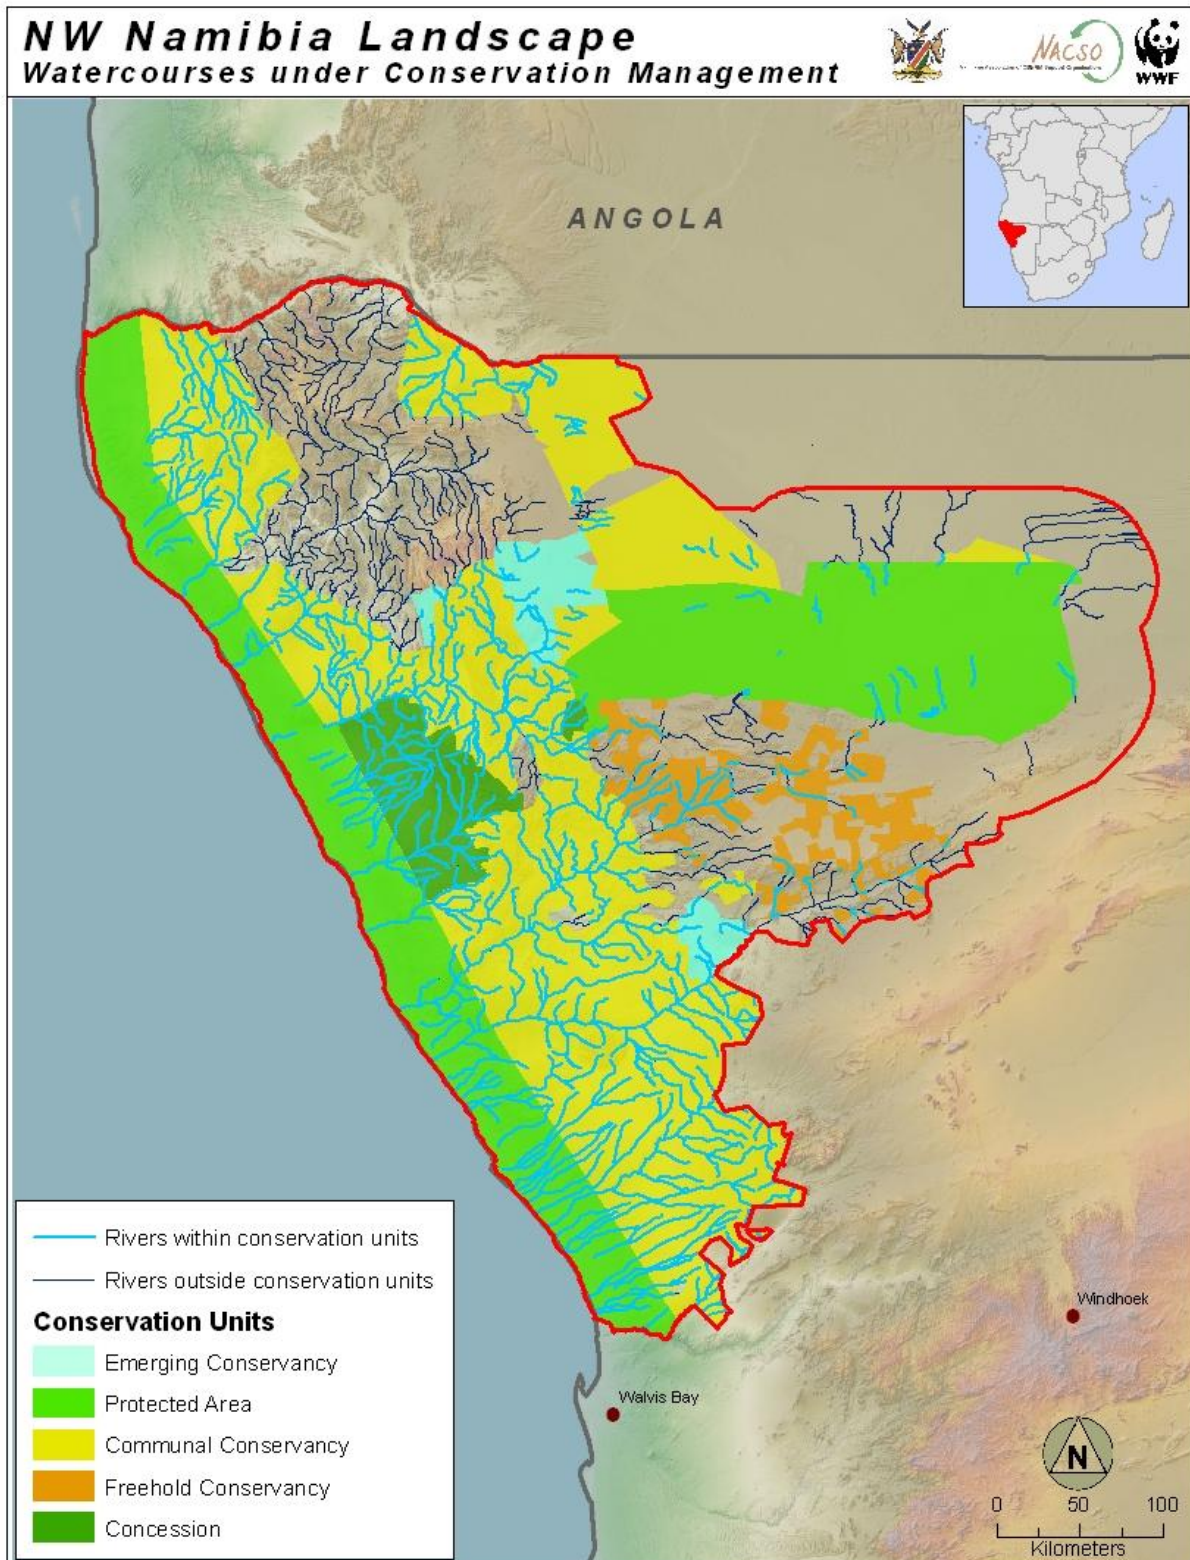 NW Namibia Landscape
Watercourses under Conservation Management
NACSO
WWF
ANGOLA
Rivers within conservation units
Rivers outside conservation units
Conservation Units
Emerging Conservancy
Protected Area
Communal Conservancy
Freehold Conservancy
Concession
Windhoek
Walvis Bay
N
0 50 100
Kilometers